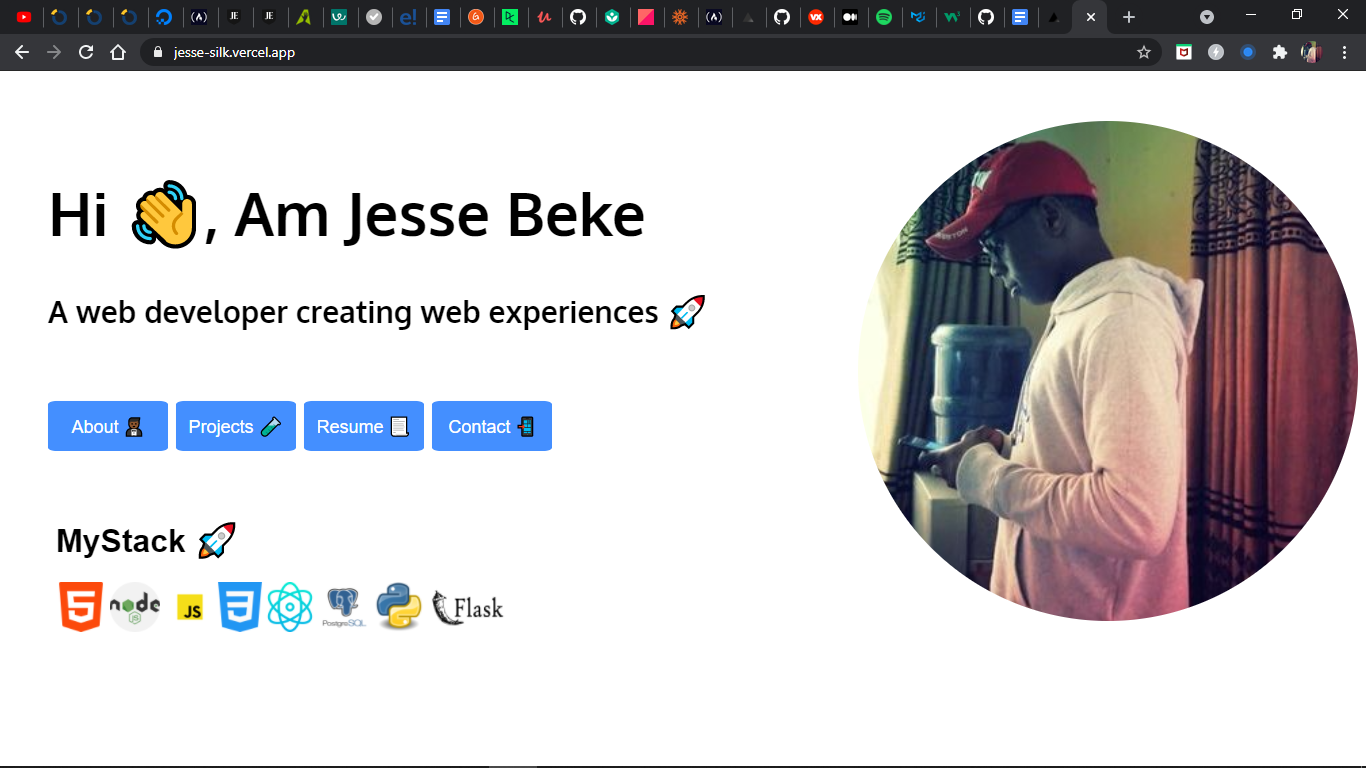 jesse-silk.vercel.app
Hi 👋, Am Jesse Beke
A web developer creating web experiences 🚀
About 👨🏿‍💼 Projects 🧪 Resume 📃 Contact 📲
MyStack 🚀
5 node JS JS 3 PostgreSQL Flask